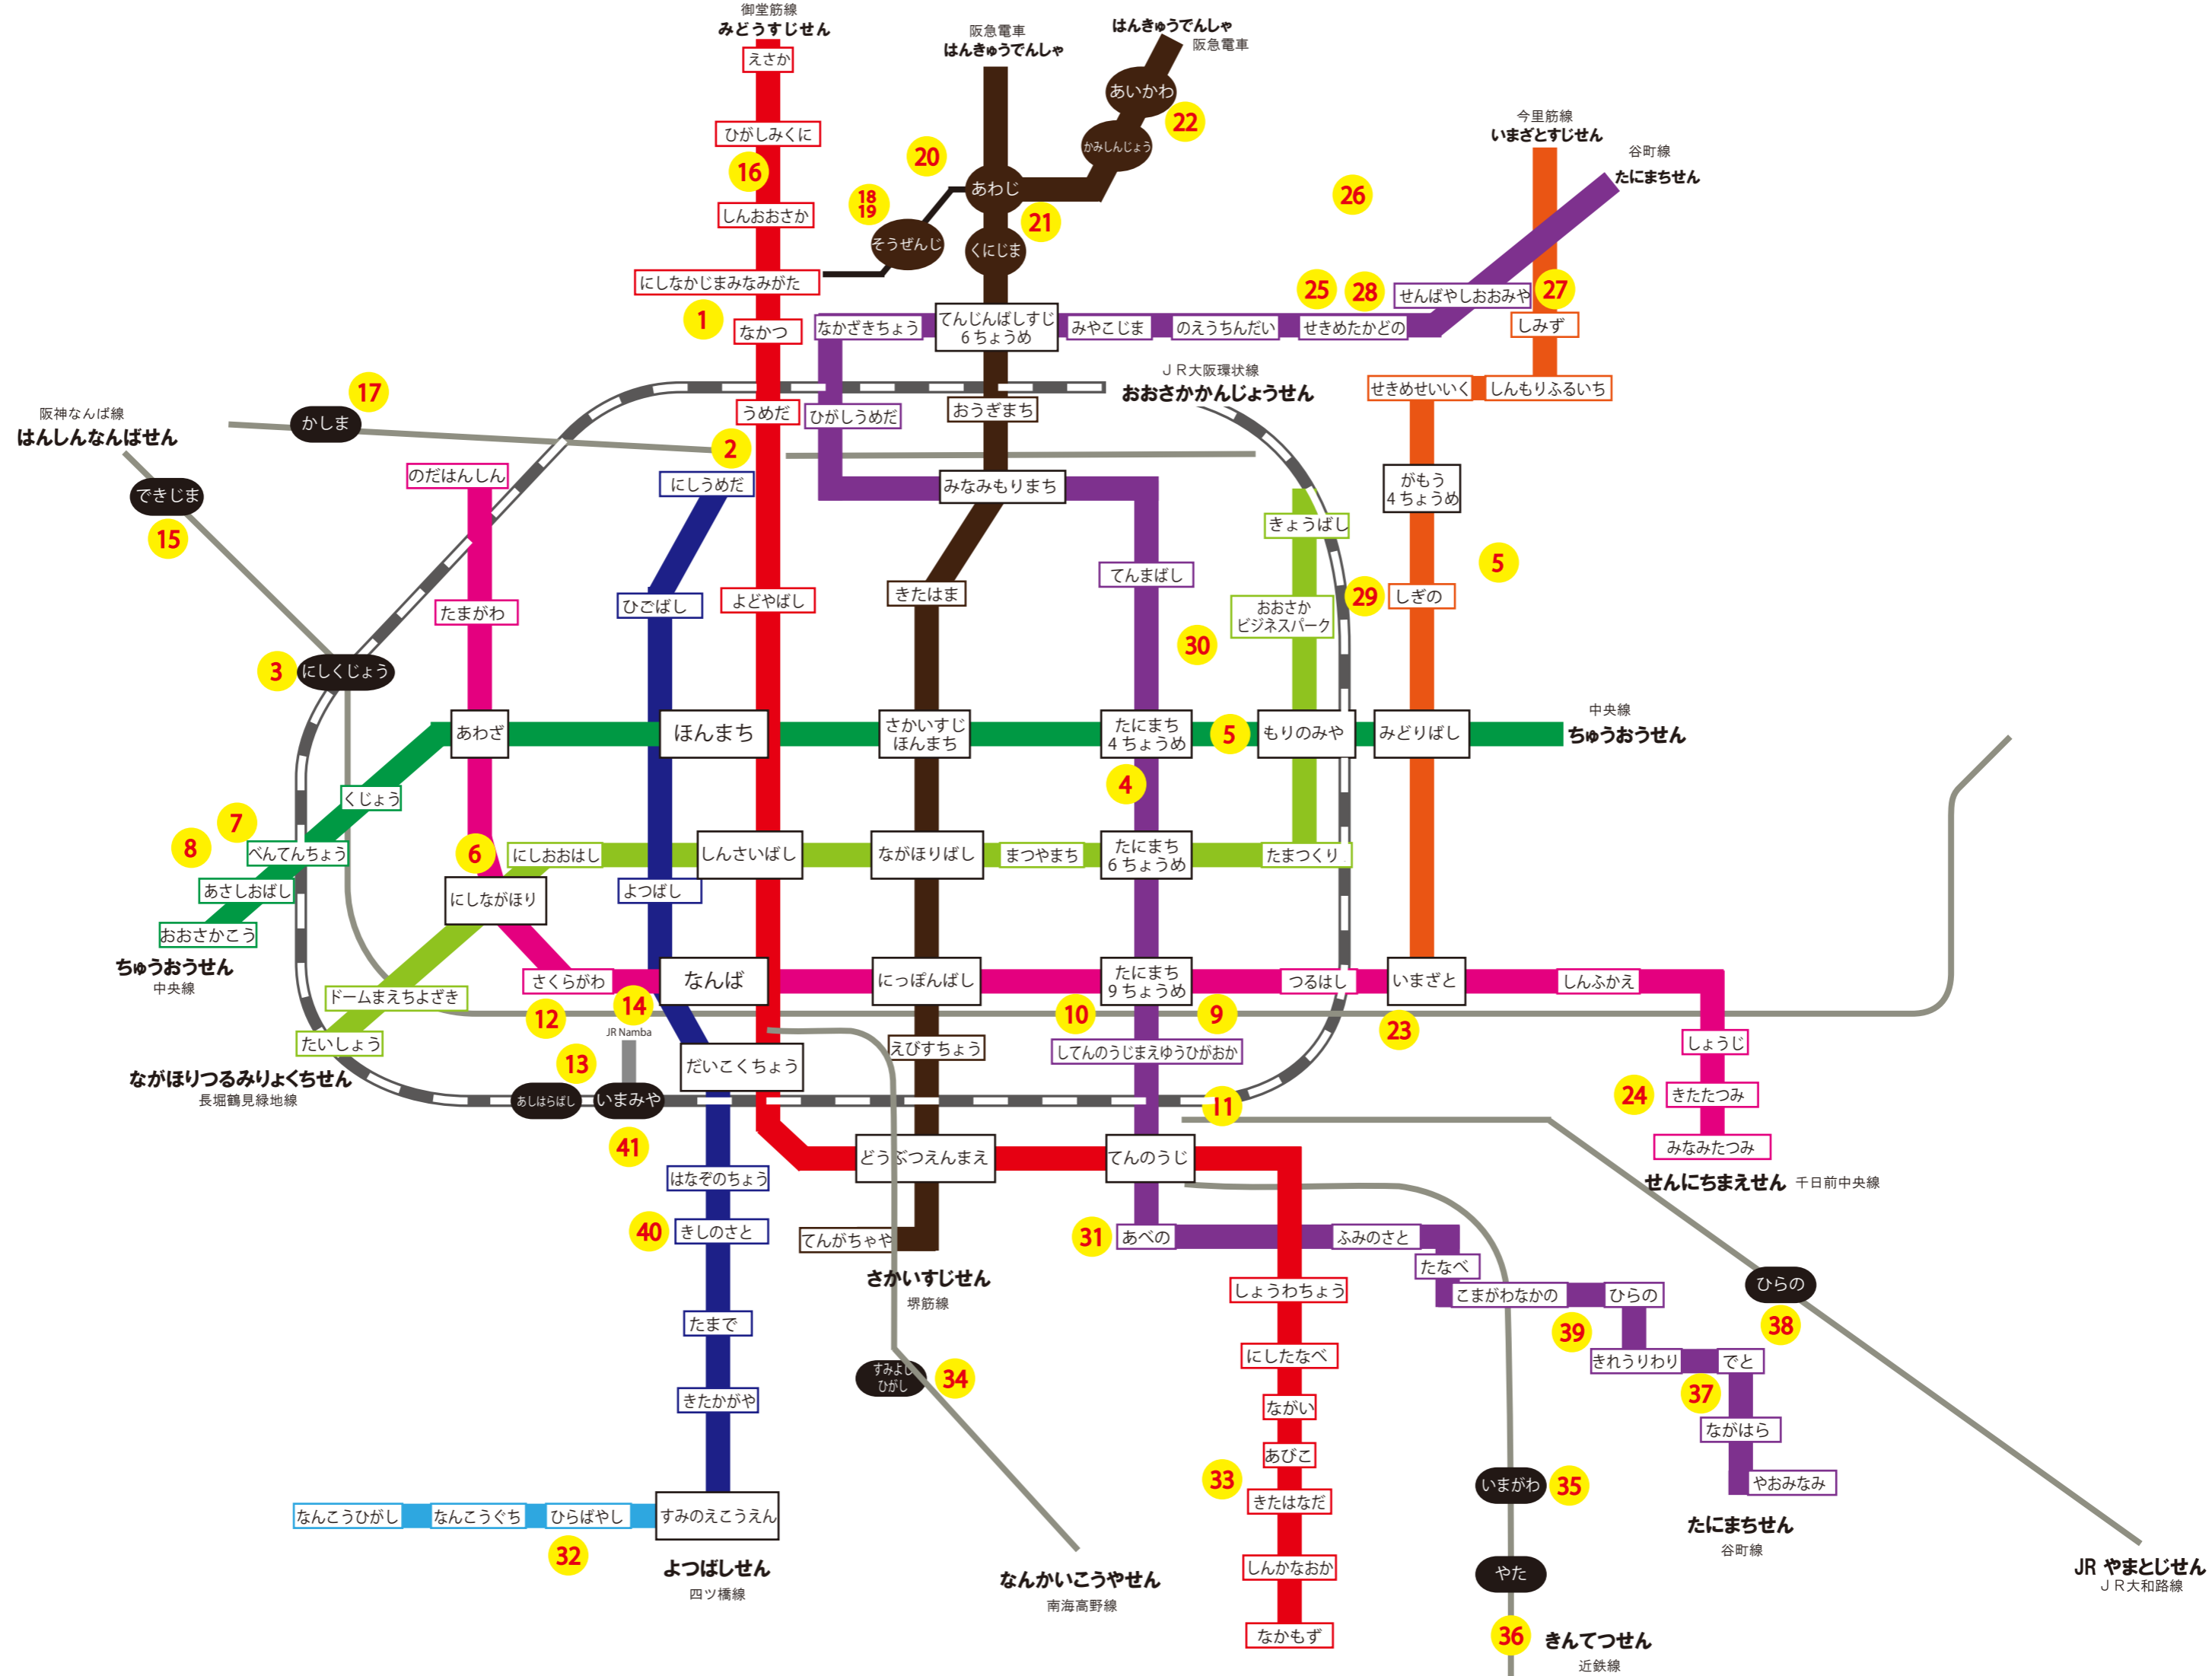 御堂筋線
みどうすじせん
阪急電車
はんきゅうでんしゃ
はんきゅうでんしゃ
阪急電車
えさか
あいかわ
22
今里筋線
いまざとすじせん
ひがしみくに
かみしんじょう
谷町線
たにまちせん
16
20
18
19
あわじ
26
しんおおさか
21
そうぜんじ
くにじま
にしなかじまみなみがた
25
28
せんばやしおおみや
27
1
なかつ
なかざきちょう
てんじんばしすじ
6ちょうめ
みやこじま
のえうちんだい
せきめたかどの
しみず
ＪＲ大阪環状線
おおさかかんじょうせん
せきめせいいく
しんもりふるいち
17
かしま
阪神なんば線
はんしんなんばせん
うめだ
ひがしうめだ
おうぎまち
2
のだはんしん
にしうめだ
みなみもりまち
がもう
4ちょうめ
できじま
15
きょうばし
5
てんまばし
たまがわ
ひごばし
よどやばし
きたはま
おおさか
ビジネスパーク
29
しぎの
30
3
にしくじょう
あわざ
ほんまち
さかいすじ
ほんまち
たにまち
4ちょうめ
5
もりのみや
みどりばし
中央線
ちゅうおうせん
4
くじょう
7
8
べんてんちょう
6
にしおおはし
しんさいばし
ながほりばし
まつやまち
たにまち
6ちょうめ
たまつくり
あさしおばし
にしながほり
よつばし
おおさかこう
ちゅうおうせん
中央線
さくらがわ
なんば
にっぽんばし
たにまち
9ちょうめ
つるはし
いまざと
しんふかえ
ドームまえちよざき
12
14
10
9
23
JR Namba
たいしょう
13
だいこくちょう
えびすちょう
してんのうじまえゆうひがおか
しょうじ
ながほりつるみりょくちせん
長堀鶴見緑地線
あしはらばし
いまみや
11
24
きたたつみ
41
どうぶつえんまえ
てんのうじ
みなみたつみ
せんにちまえせん
千日前中央線
はなぞのちょう
40
きしのさと
てんがちゃや
31
あべの
ふみのさと
たなべ
さかいすじせん
堺筋線
しょうわちょう
こまがわなかの
ひらの
ひらの
38
たまで
39
にしたなべ
きれうりわり
でと
すみよし
ひがし
34
37
きたかがや
ながい
ながはら
あびこ
33
いまがわ
35
やおみなみ
なんこうひがし
なんこうぐち
ひらばやし
すみのえこうえん
きたはなだ
32
たにまちせん
谷町線
よつばしせん
四ツ橋線
しんかなおか
やた
なんかいこうやせん
南海高野線
JR やまとじせん
ＪＲ大和路線
なかもず
36
きんてつせん
近鉄線